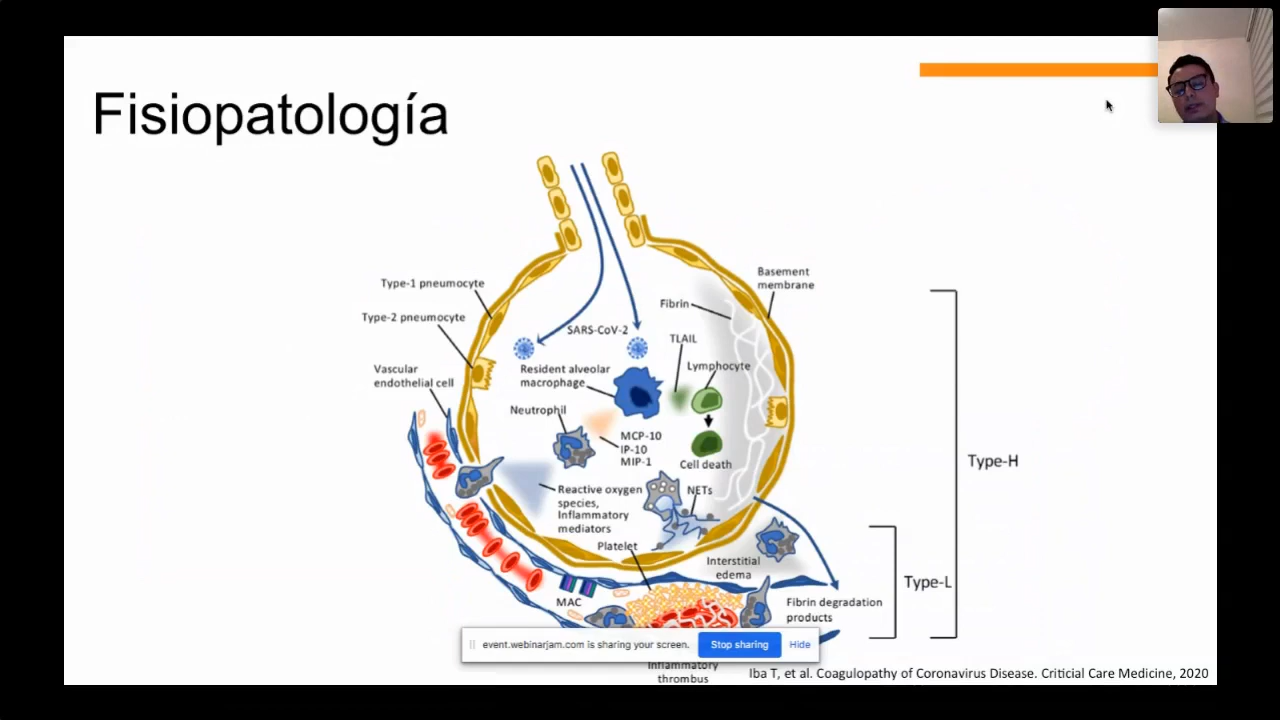 Fisiopatología
Type-1 pneumocyte
Type-2 pneumocyte
Vascular
endothelial cell
SARS-CoV-2
Resident alveolar
macrophage
Neutrophil
MCP-10
IP-10
MIP-1
Reactive oxygen
species,
Inflammatory
mediators
Platelet
MAC
Fibrin
TLAIL
Lymphocyte
Cell death
NETs
Interstitial
edema
Basement
membrane
Fibrin degradation
products
Type-H
Type-L
event.webinarjam.com is sharing your screen.
Stop sharing
Hide
Inflammatory
thrombus
Iba T, et al. Coagulopathy of Coronavirus Disease. Criticial Care Medicine, 2020